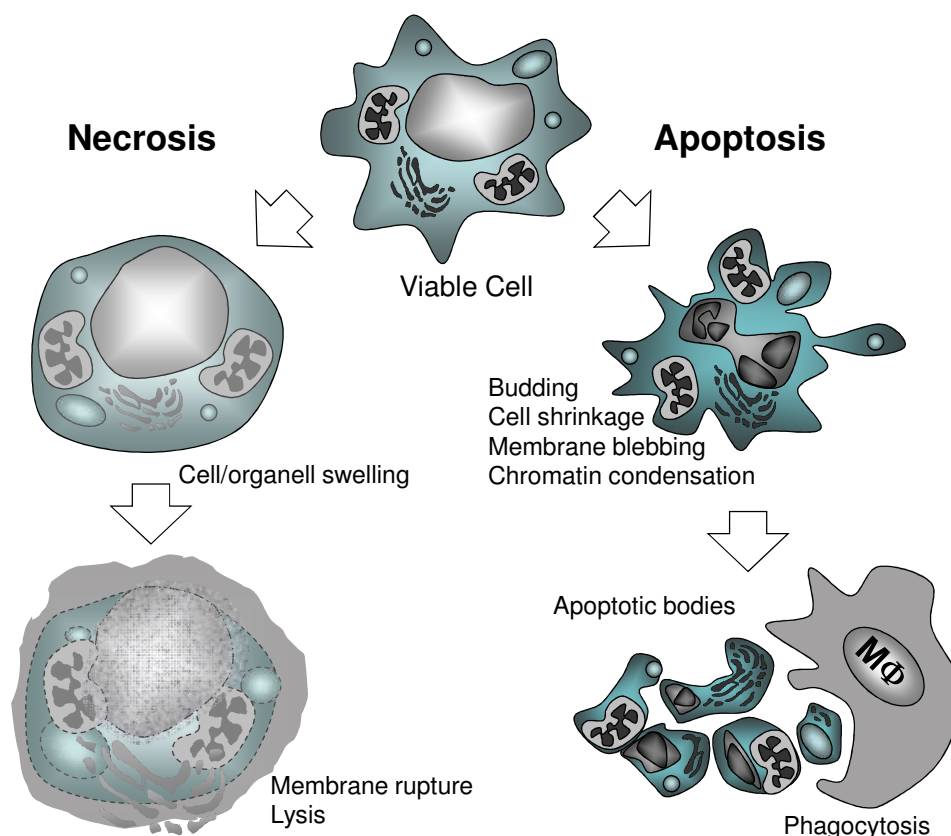 Necrosis
Apoptosis
Viable Cell
Budding
Cell shrinkage
Membrane blebbing
Chromatin condensation
Cell/organell swelling
Apoptotic bodies
MΦ
Membrane rupture
Lysis
Phagocytosis